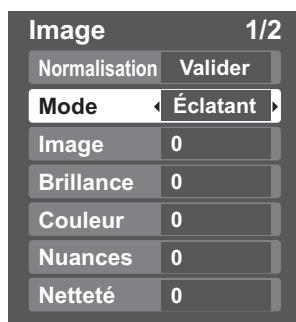 Image 1/2
Normalisation Valider
Mode Éclatant
Image 0
Brillance 0
Couleur 0
Nuances 0
Netteté 0